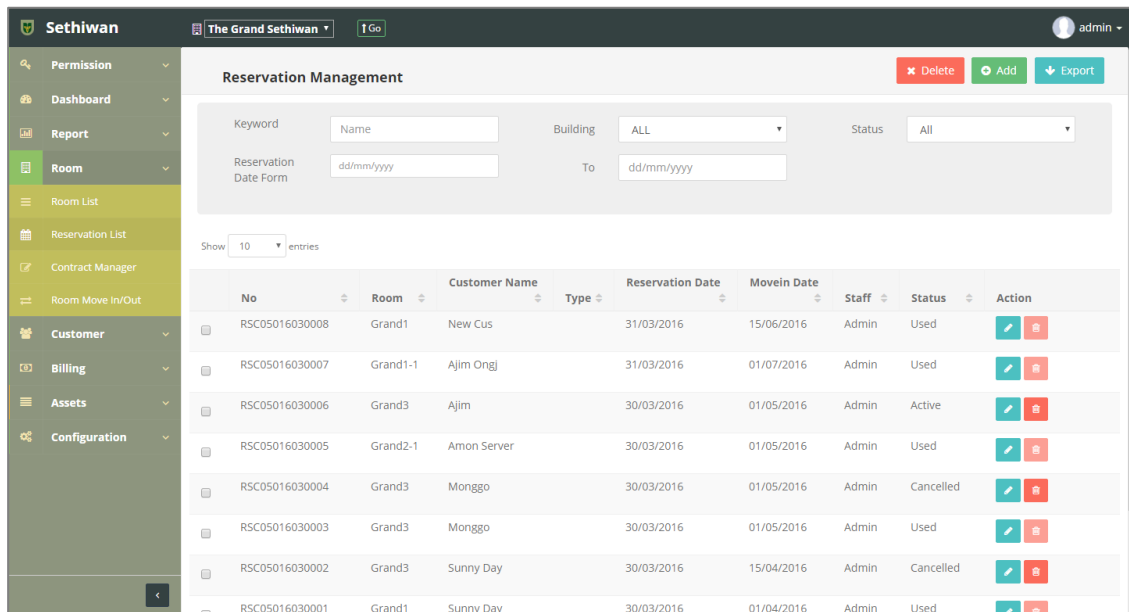 Sethiwan
The Grand Sethiwan
Go
admin
Permission
Dashboard
Report
Room
Room List
Reservation List
Contract Manager
Room Move In/Out
Customer
Billing
Assets
Configuration
Reservation Management
Delete
Add
Export
Keyword
Name
Building
ALL
Status
All
Reservation
Date Form
dd/mm/yyyy
To
dd/mm/yyyy
Show 10 entries
No Room Customer Name Type Reservation Date Movein Date Staff Status Action
RSC05016030008 Grand1 New Cus 31/03/2016 15/06/2016 Admin Used
RSC05016030007 Grand1-1 Ajim Ongj 31/03/2016 01/07/2016 Admin Used
RSC05016030006 Grand3 Ajim 30/03/2016 01/05/2016 Admin Active
RSC05016030005 Grand2-1 Amon Server 30/03/2016 01/05/2016 Admin Used
RSC05016030004 Grand3 Monggo 30/03/2016 01/05/2016 Admin Cancelled
RSC05016030003 Grand3 Monggo 30/03/2016 01/05/2016 Admin Used
RSC05016030002 Grand3 Sunny Day 30/03/2016 15/04/2016 Admin Cancelled
RSC05016030001 Grand1 Sunny Day 30/03/2016 01/04/2016 Admin Used